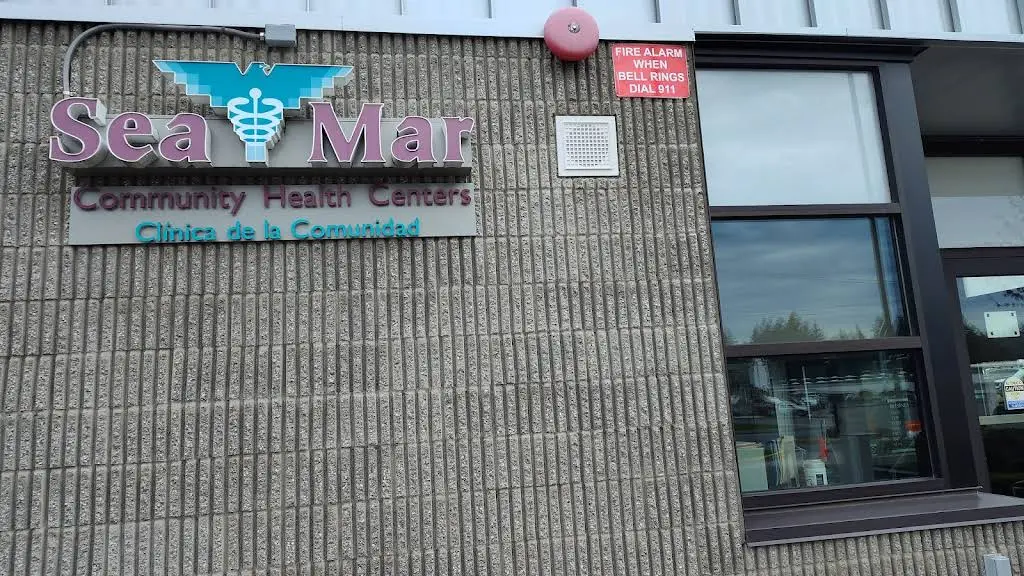 Sea Mar
Community Health Centers
Clínica de la Comunidad
FIRE ALARM
WHEN
BELL RINGS
DIAL 911